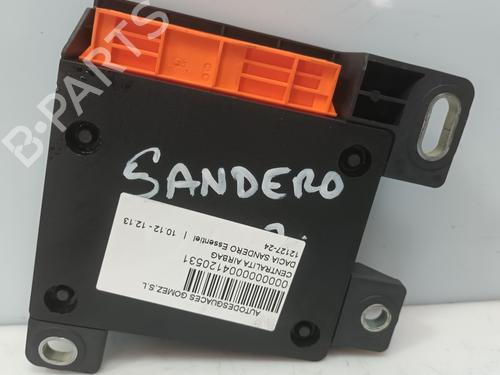 B-PARTS
SANDERO
AUTODESGUACES GOMEZ,S.L
0000000004120531
CENTRALITA AIRBAG
DACIA SANDERO Essentiel | 10.12 - 12.13
12127-24